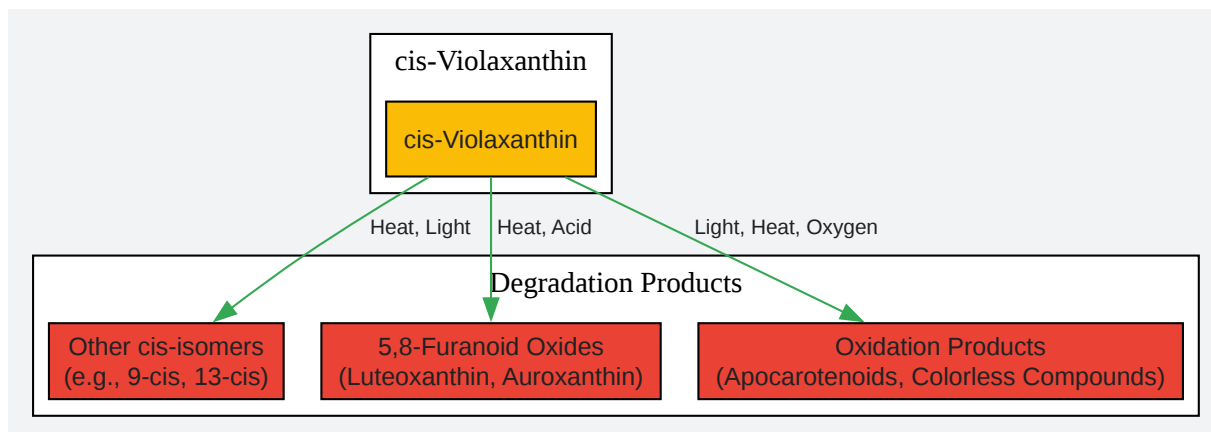 cis-Violaxanthin
cis-Violaxanthin
Heat, Light
Heat, Acid
Light, Heat, Oxygen
Degradation Products
Other cis-isomers
(e.g., 9-cis, 13-cis)
5,8-Furanoid Oxides
(Luteoxanthin, Auroxanthin)
Oxidation Products
(Apocarotenoids, Colorless Compounds)